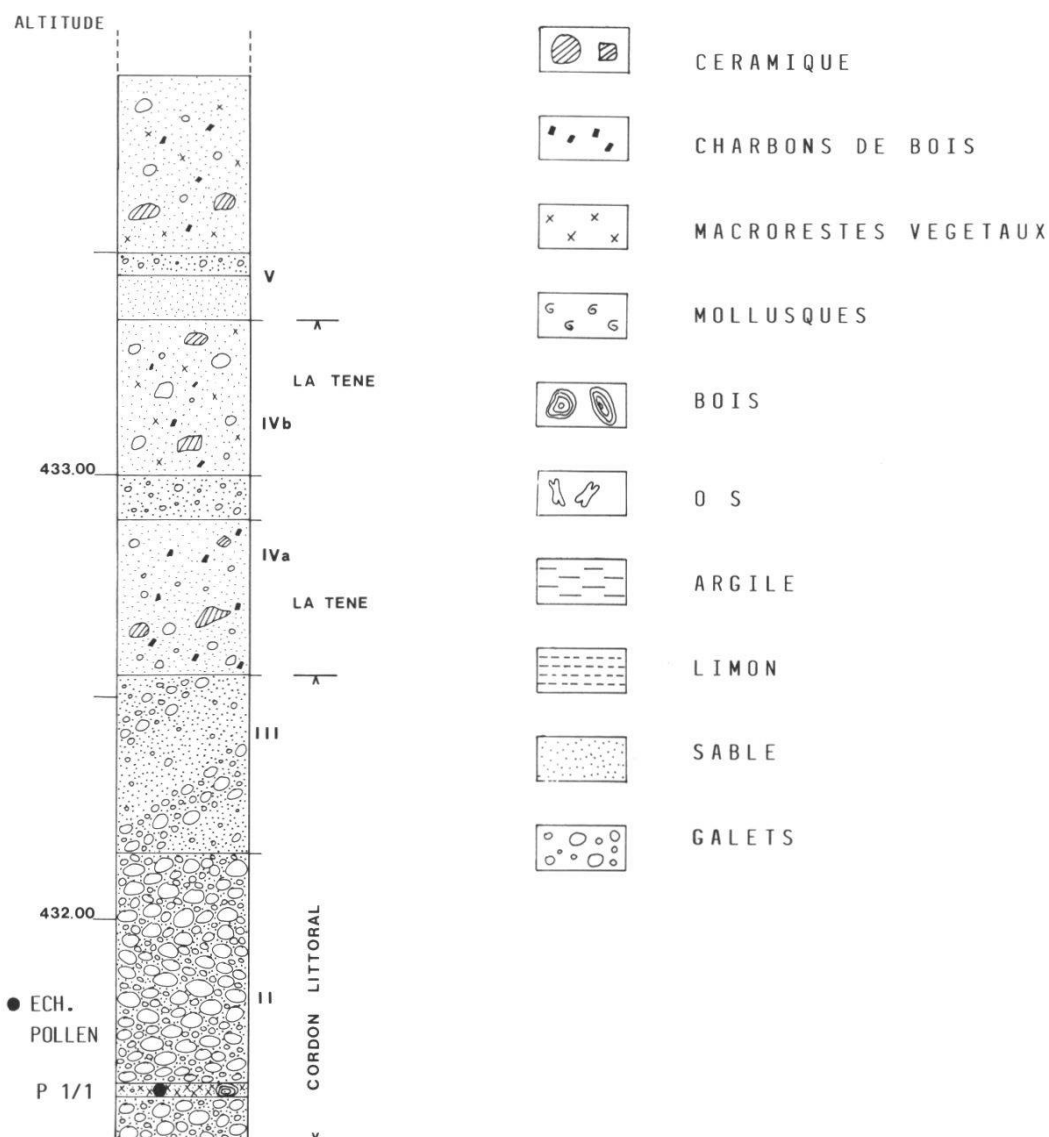 ALTITUDE
V
LA TENE
IVb
433.00
IVa
LA TENE
III
432.00
CORDON LITTORAL
II
ECH.
POLLEN
P 1/1
CERAMIQUE
CHARBONS DE BOIS
MACRORESTES VEGETAUX
MOLLUSQUES
BOIS
OS
ARGILE
LIMON
SABLE
GALETS